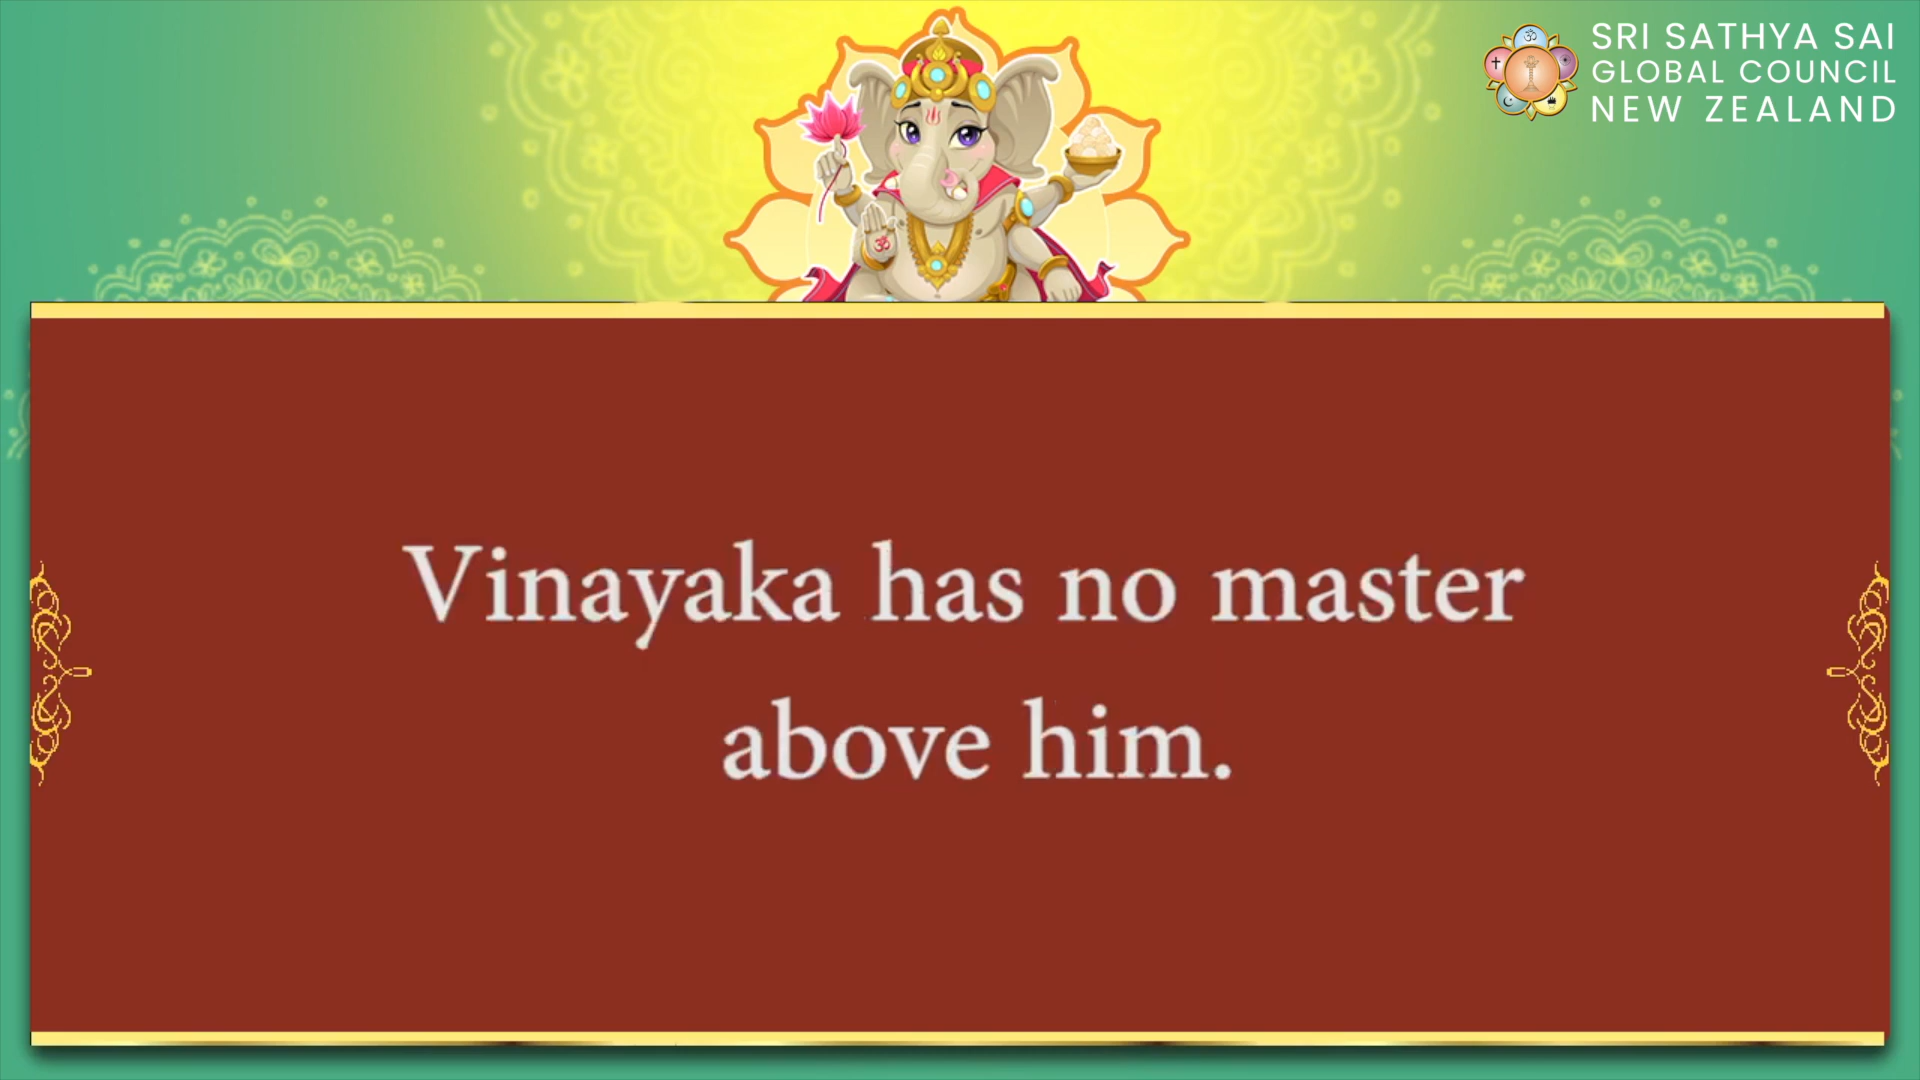 SRI SATHYA SAI
GLOBAL COUNCIL
NEW ZEALAND
ॐ
ॐ
Vinayaka has no master
above him.